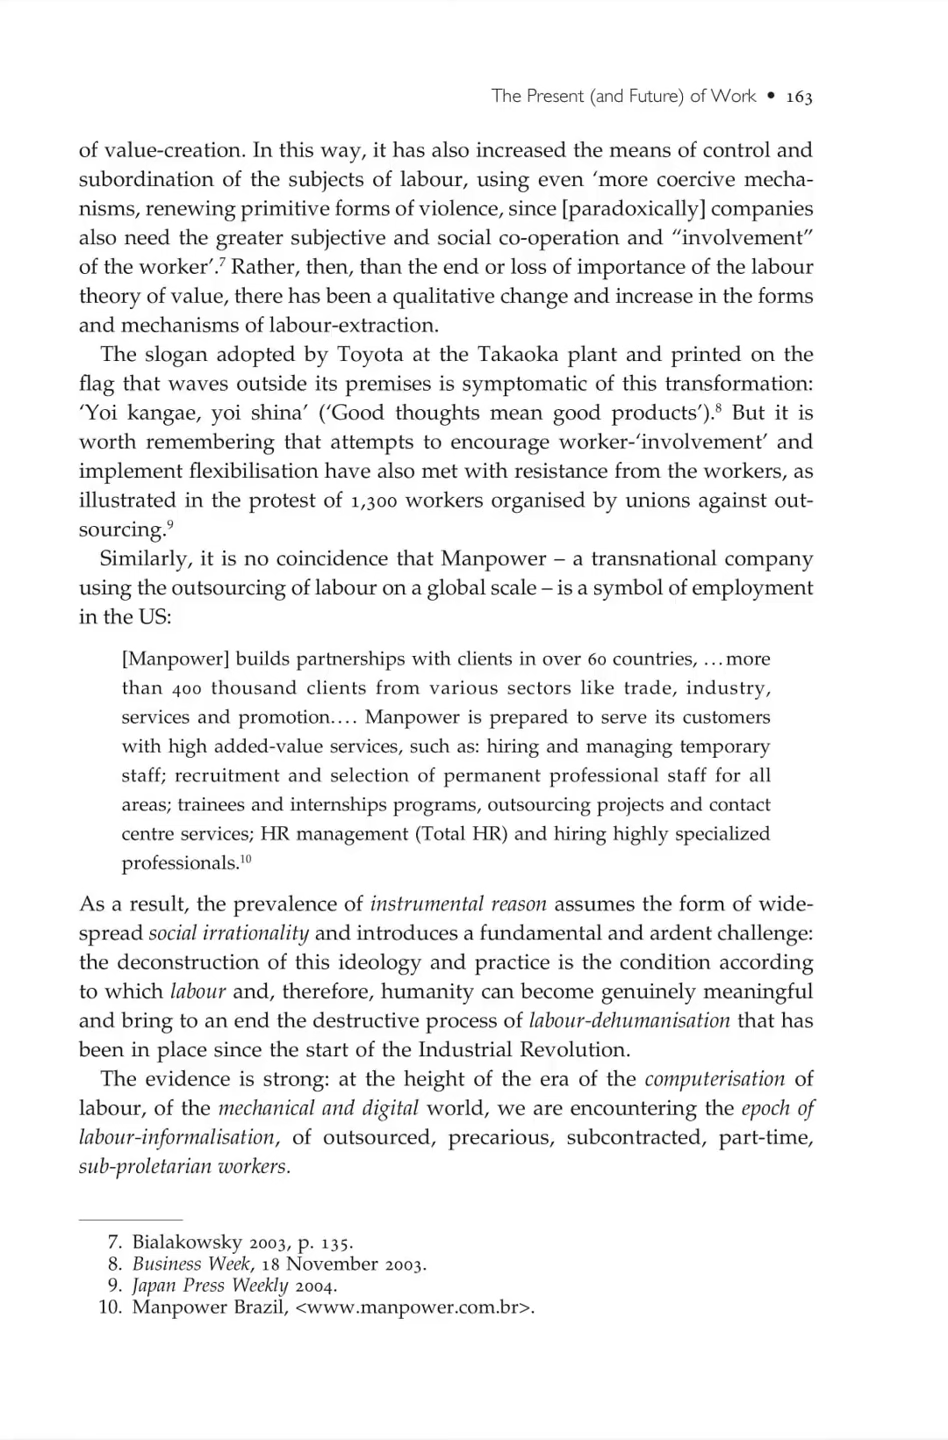 The Present (and Future) of Work • 163
of value-creation. In this way, it has also increased the means of control and
subordination of the subjects of labour, using even ‘more coercive mecha-
nisms, renewing primitive forms of violence, since [paradoxically] companies
also need the greater subjective and social co-operation and “involvement”
of the worker’.⁷ Rather, then, than the end or loss of importance of the labour
theory of value, there has been a qualitative change and increase in the forms
and mechanisms of labour-extraction.
The slogan adopted by Toyota at the Takaoka plant and printed on the
flag that waves outside its premises is symptomatic of this transformation:
‘Yoi kangae, yoi shina’ (‘Good thoughts mean good products’).⁸ But it is
worth remembering that attempts to encourage worker-‘involvement’ and
implement flexibilisation have also met with resistance from the workers, as
illustrated in the protest of 1,300 workers organised by unions against out-
sourcing.⁹
Similarly, it is no coincidence that Manpower – a transnational company
using the outsourcing of labour on a global scale – is a symbol of employment
in the US:
[Manpower] builds partnerships with clients in over 60 countries, …more
than 400 thousand clients from various sectors like trade, industry,
services and promotion…. Manpower is prepared to serve its customers
with high added-value services, such as: hiring and managing temporary
staff; recruitment and selection of permanent professional staff for all
areas; trainees and internships programs, outsourcing projects and contact
centre services; HR management (Total HR) and hiring highly specialized
professionals.¹⁰
As a result, the prevalence of instrumental reason assumes the form of wide-
spread social irrationality and introduces a fundamental and ardent challenge:
the deconstruction of this ideology and practice is the condition according
to which labour and, therefore, humanity can become genuinely meaningful
and bring to an end the destructive process of labour-dehumanisation that has
been in place since the start of the Industrial Revolution.
The evidence is strong: at the height of the era of the computerisation of
labour, of the mechanical and digital world, we are encountering the epoch of
labour-informalisation, of outsourced, precarious, subcontracted, part-time,
sub-proletarian workers.
7. Bialakowsky 2003, p. 135.
8. Business Week, 18 November 2003.
9. Japan Press Weekly 2004.
10. Manpower Brazil, <www.manpower.com.br>.